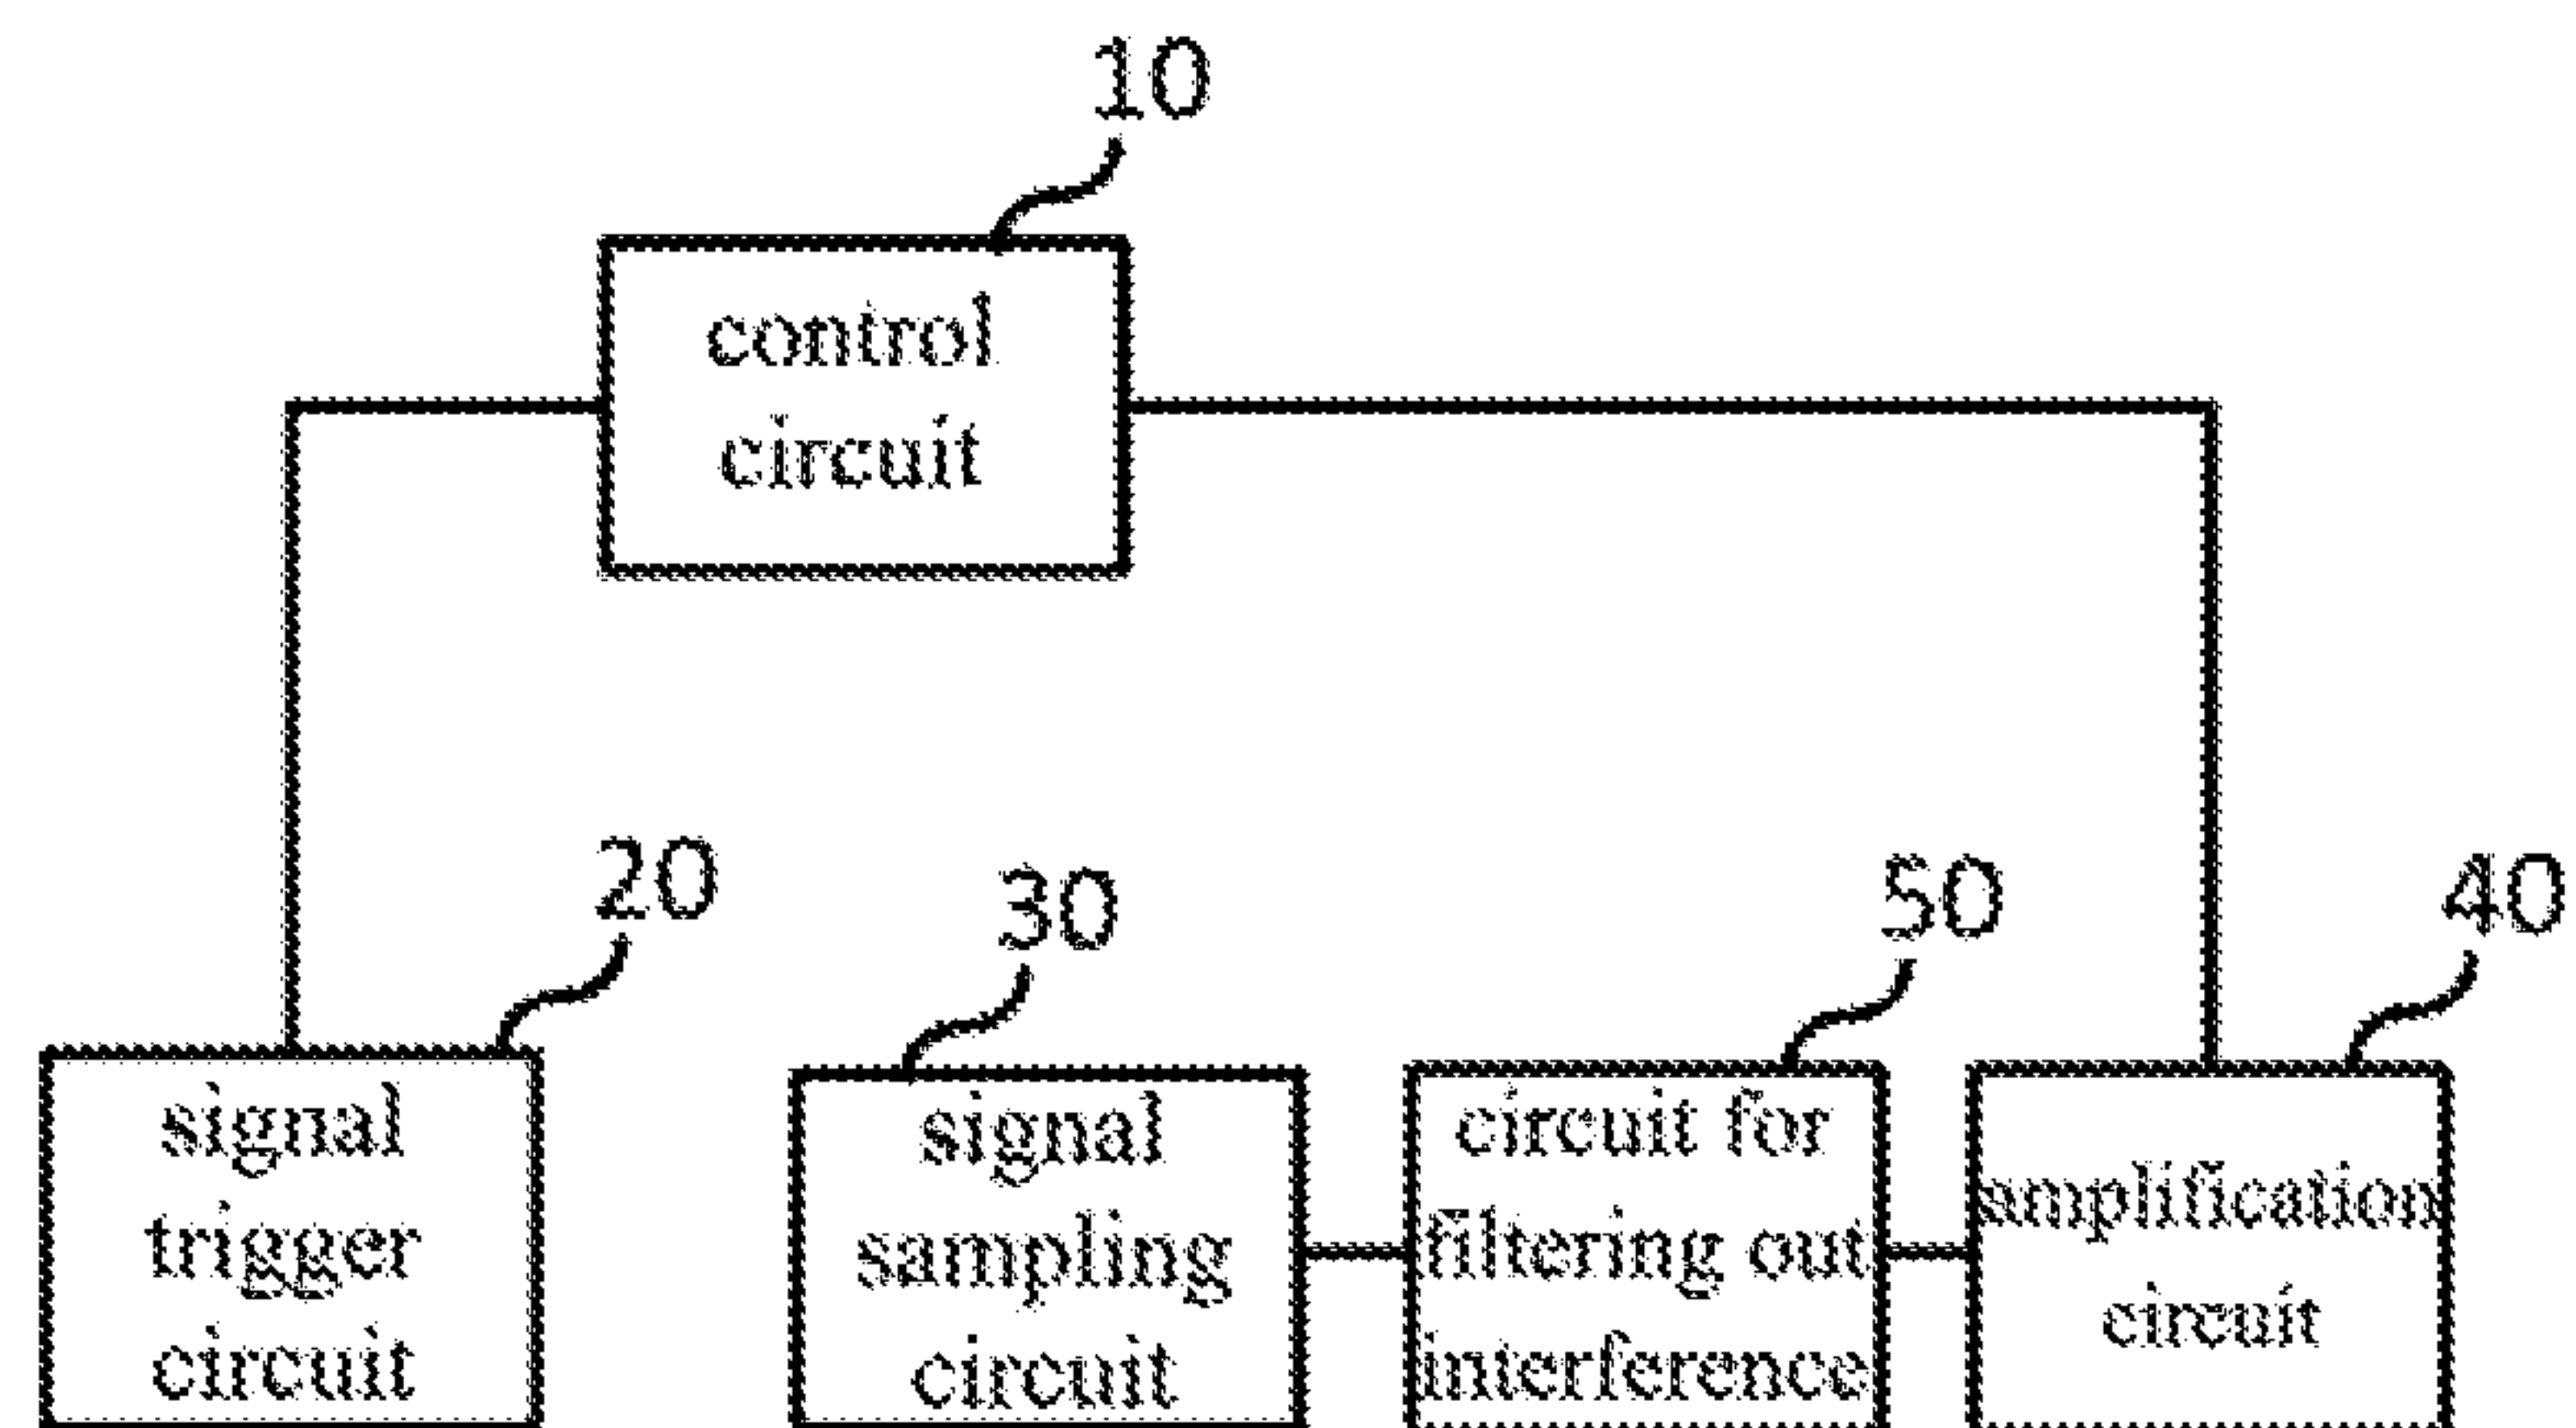 10
control
circuit
20
30
50
40
signal
trigger
circuit
signal
sampling
circuit
circuit for
filtering out
interference
amplification
circuit